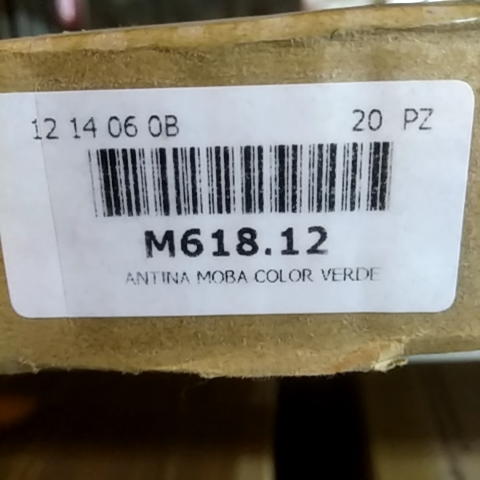 12 14 06 0B 20 PZ
M618.12
ANTINA MOBA COLOR VERDE